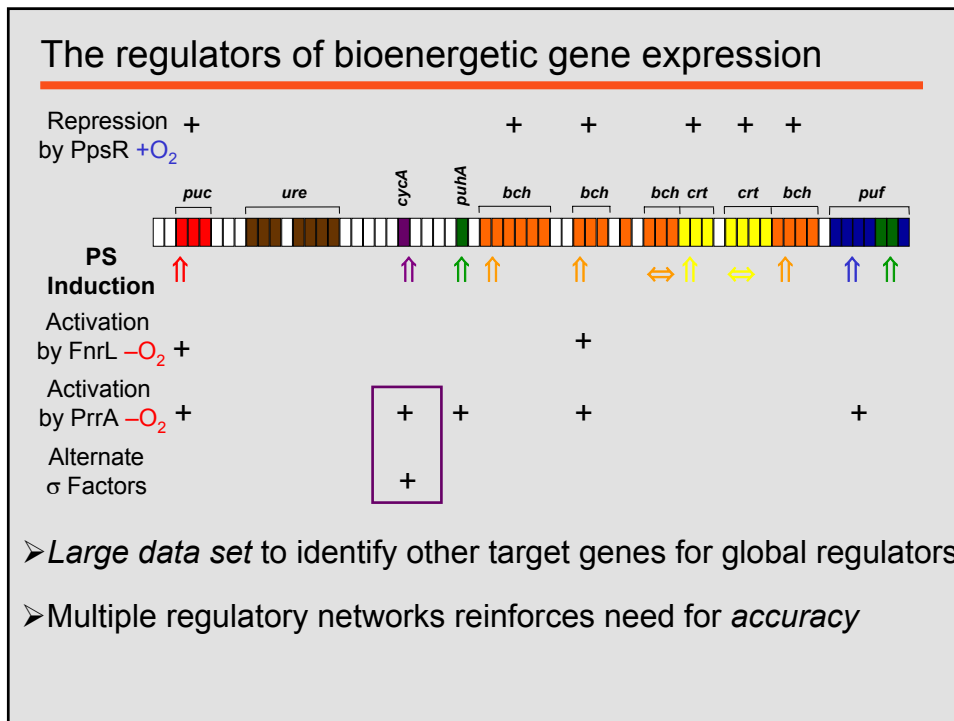 The regulators of bioenergetic gene expression
Repression + + + + + +
by PpsR +O₂
puc ure cycA puhA bch bch bch crt crt bch puf
PS ⇑ ⇑ ⇑ ⇑ ⇑ ⇔ ⇑ ⇔ ⇑ ⇑ ⇑
Induction
Activation
by FnrL –O₂ + +
Activation
by PrrA –O₂ + + + + +
Alternate
σ Factors +
➢Large data set to identify other target genes for global regulators
➢Multiple regulatory networks reinforces need for accuracy